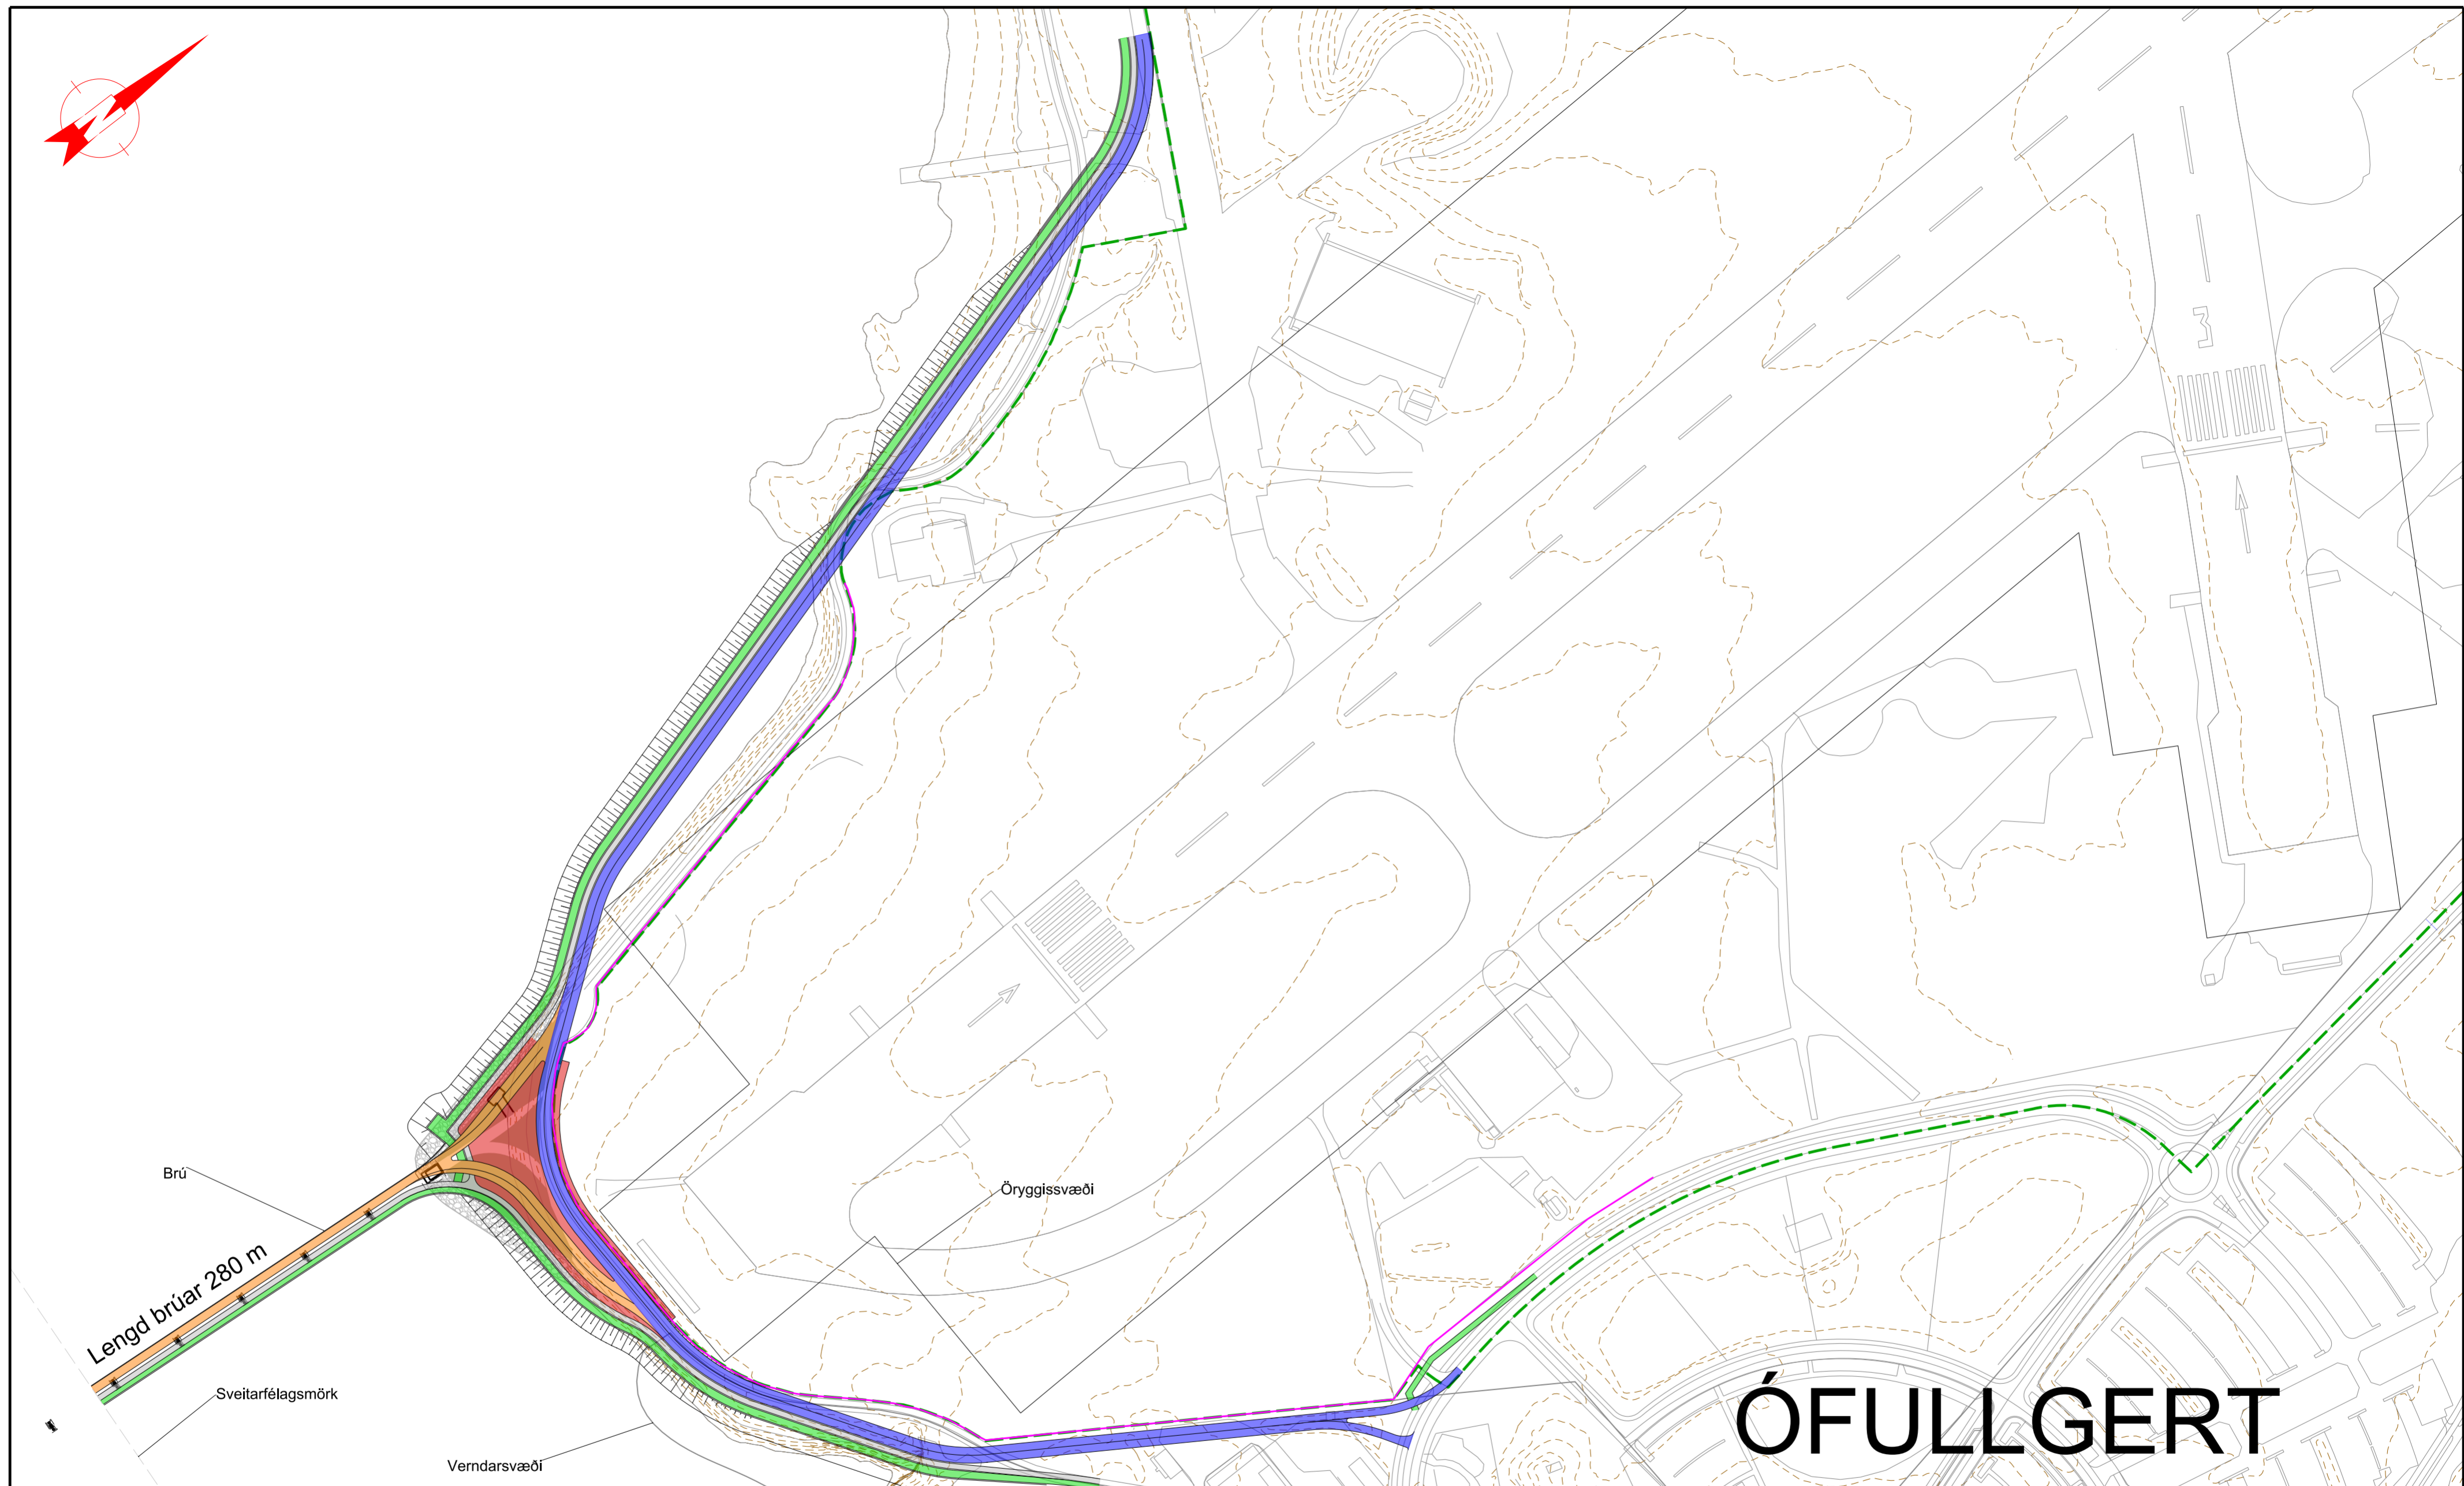 Brú
Öryggissvæði
Lengd brúar 280 m
Sveitarfélagsmörk
Verndarsvæði
ÓFULLGERT